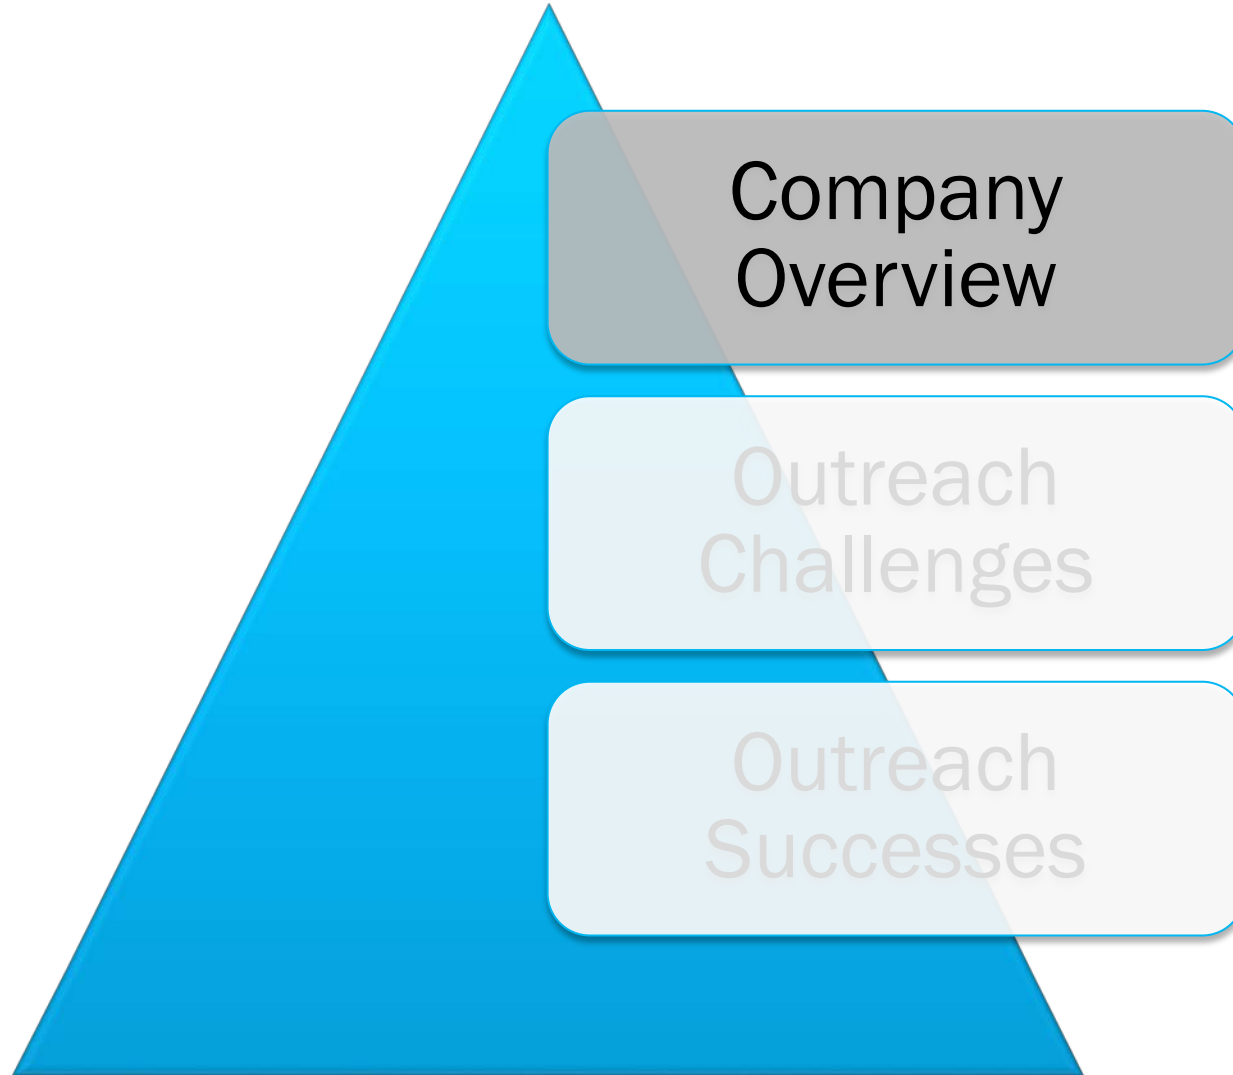 Company
Overview
Outreach
Challenges
Outreach
Successes